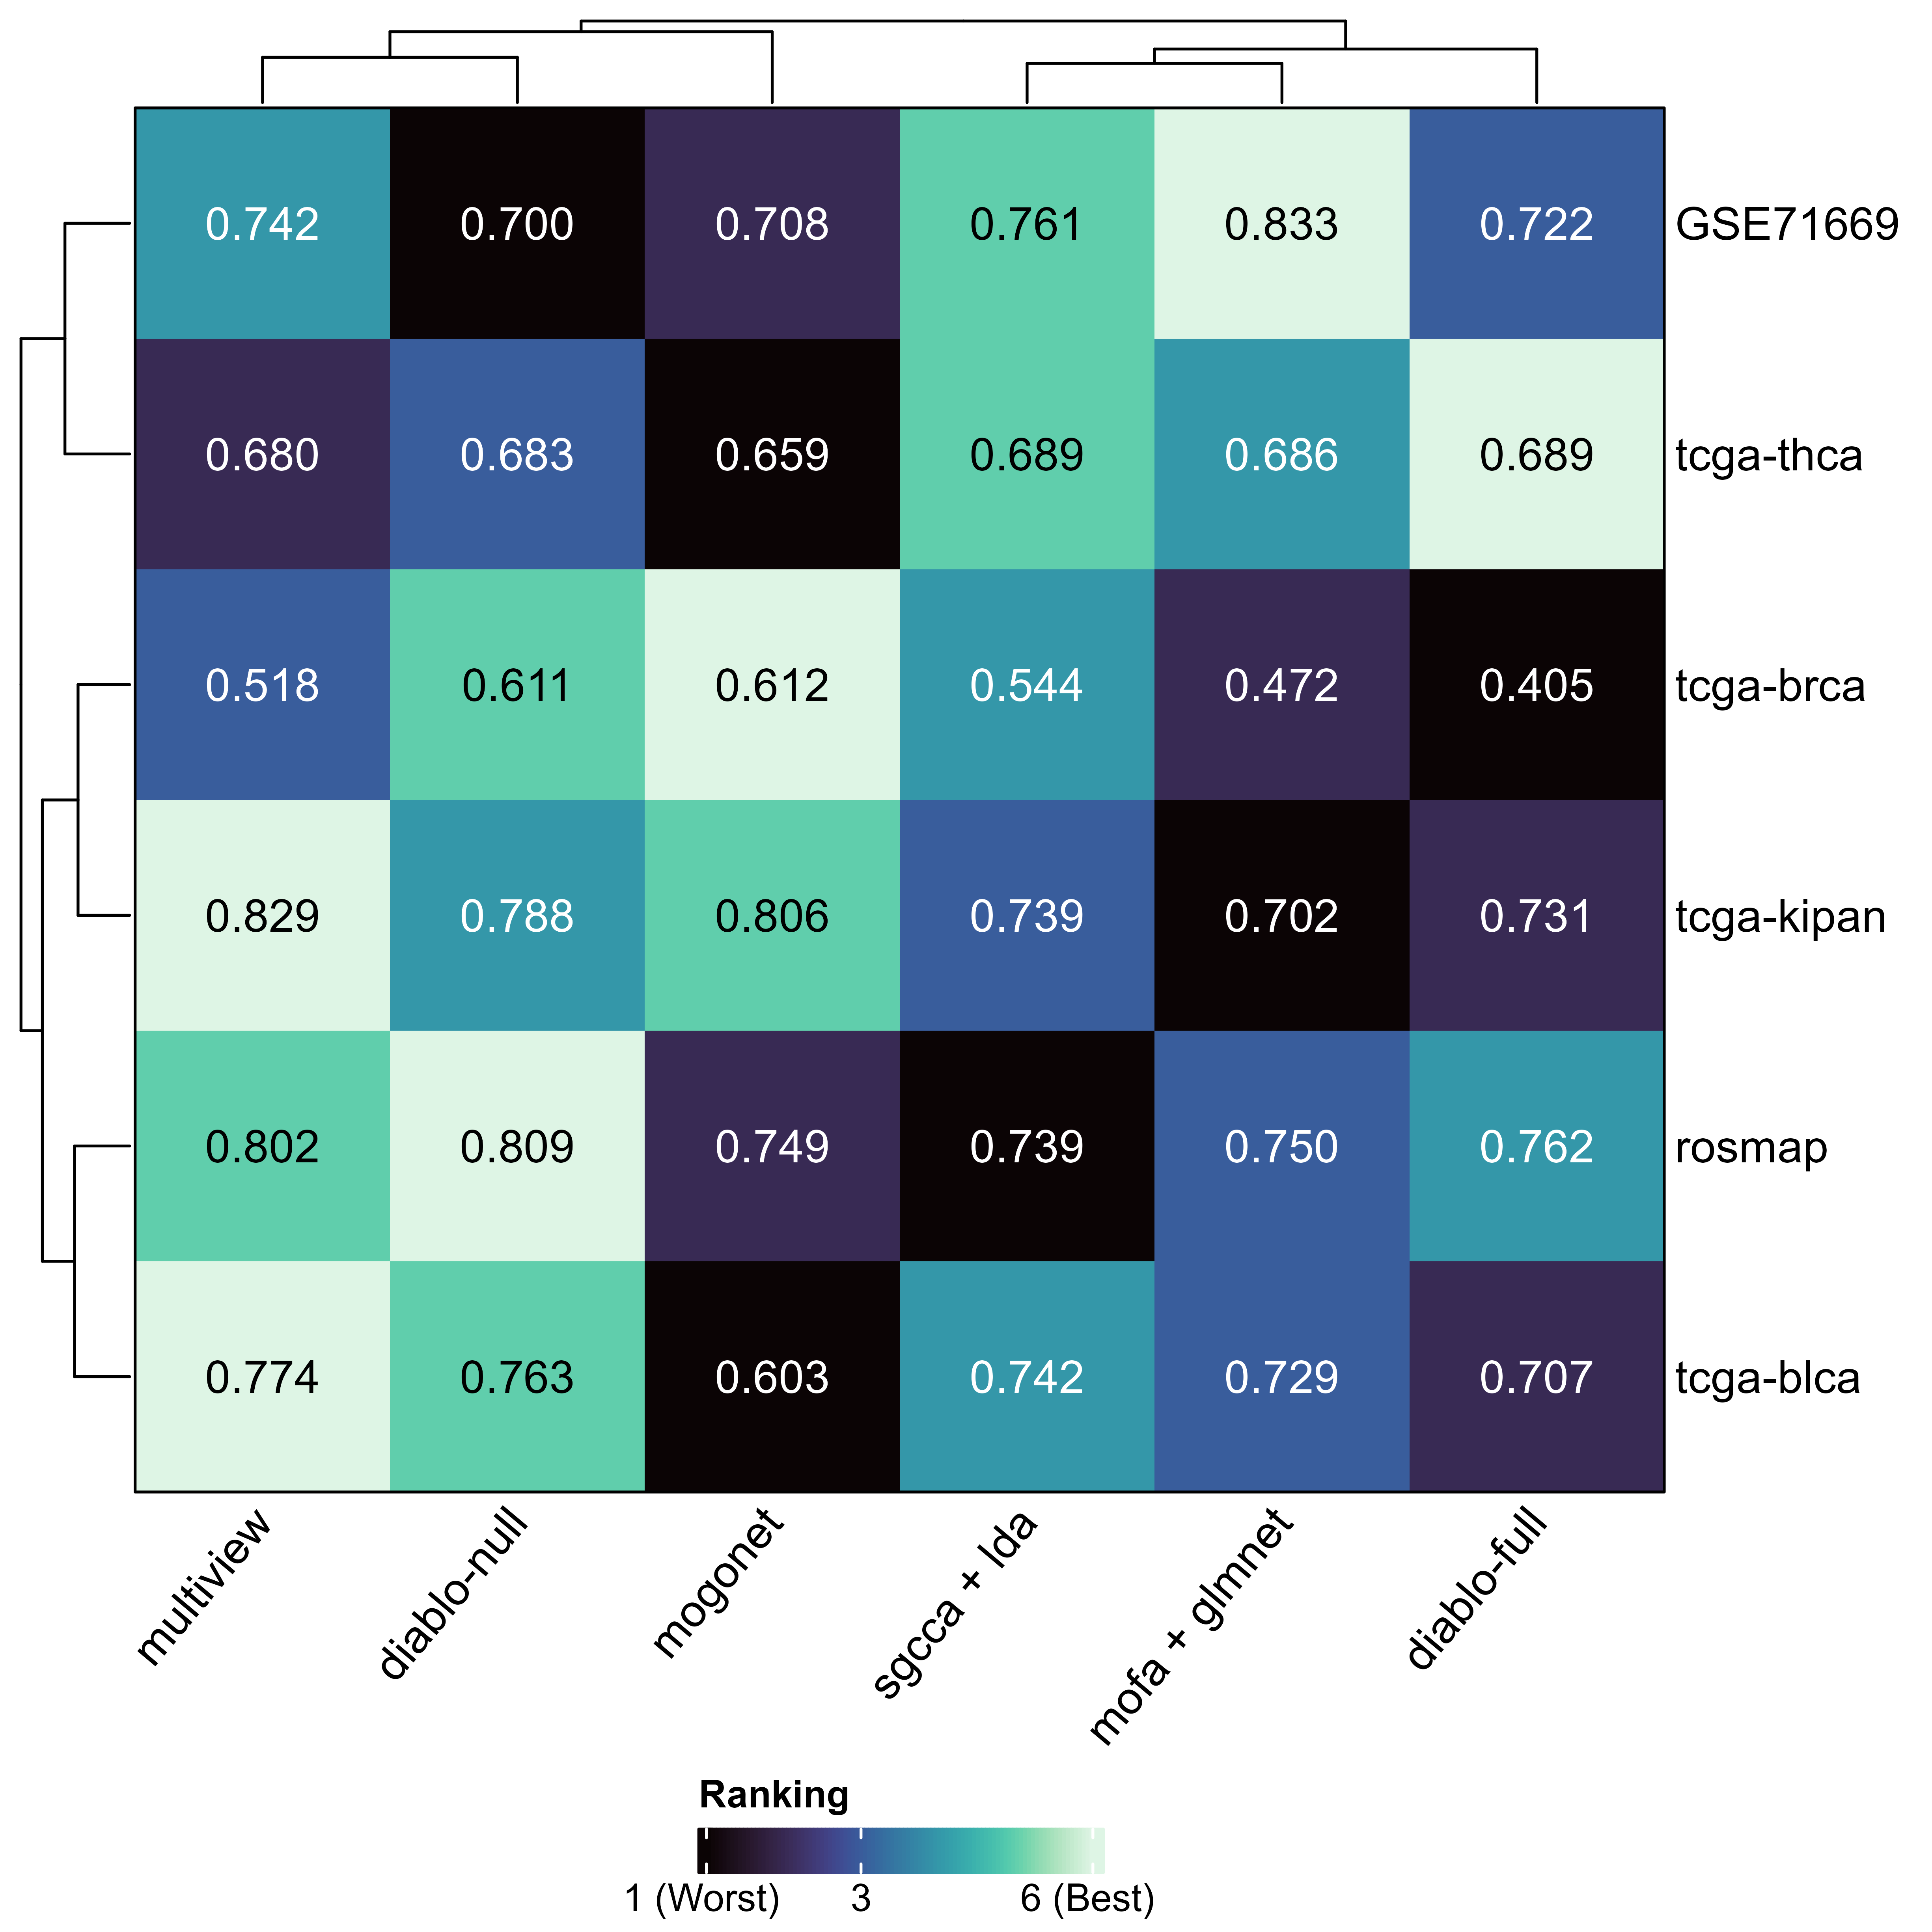 0.742 0.700 0.708 0.761 0.833 0.722 GSE71669
0.680 0.683 0.659 0.689 0.686 0.689 tcga-thca
0.518 0.611 0.612 0.544 0.472 0.405 tcga-brca
0.829 0.788 0.806 0.739 0.702 0.731 tcga-kipan
0.802 0.809 0.749 0.739 0.750 0.762 rosmap
0.774 0.763 0.603 0.742 0.729 0.707 tcga-blca
multiview diablo-null mogonet sgcca + lda mofa + glmnet diablo-full
Ranking
1 (Worst) 3 6 (Best)